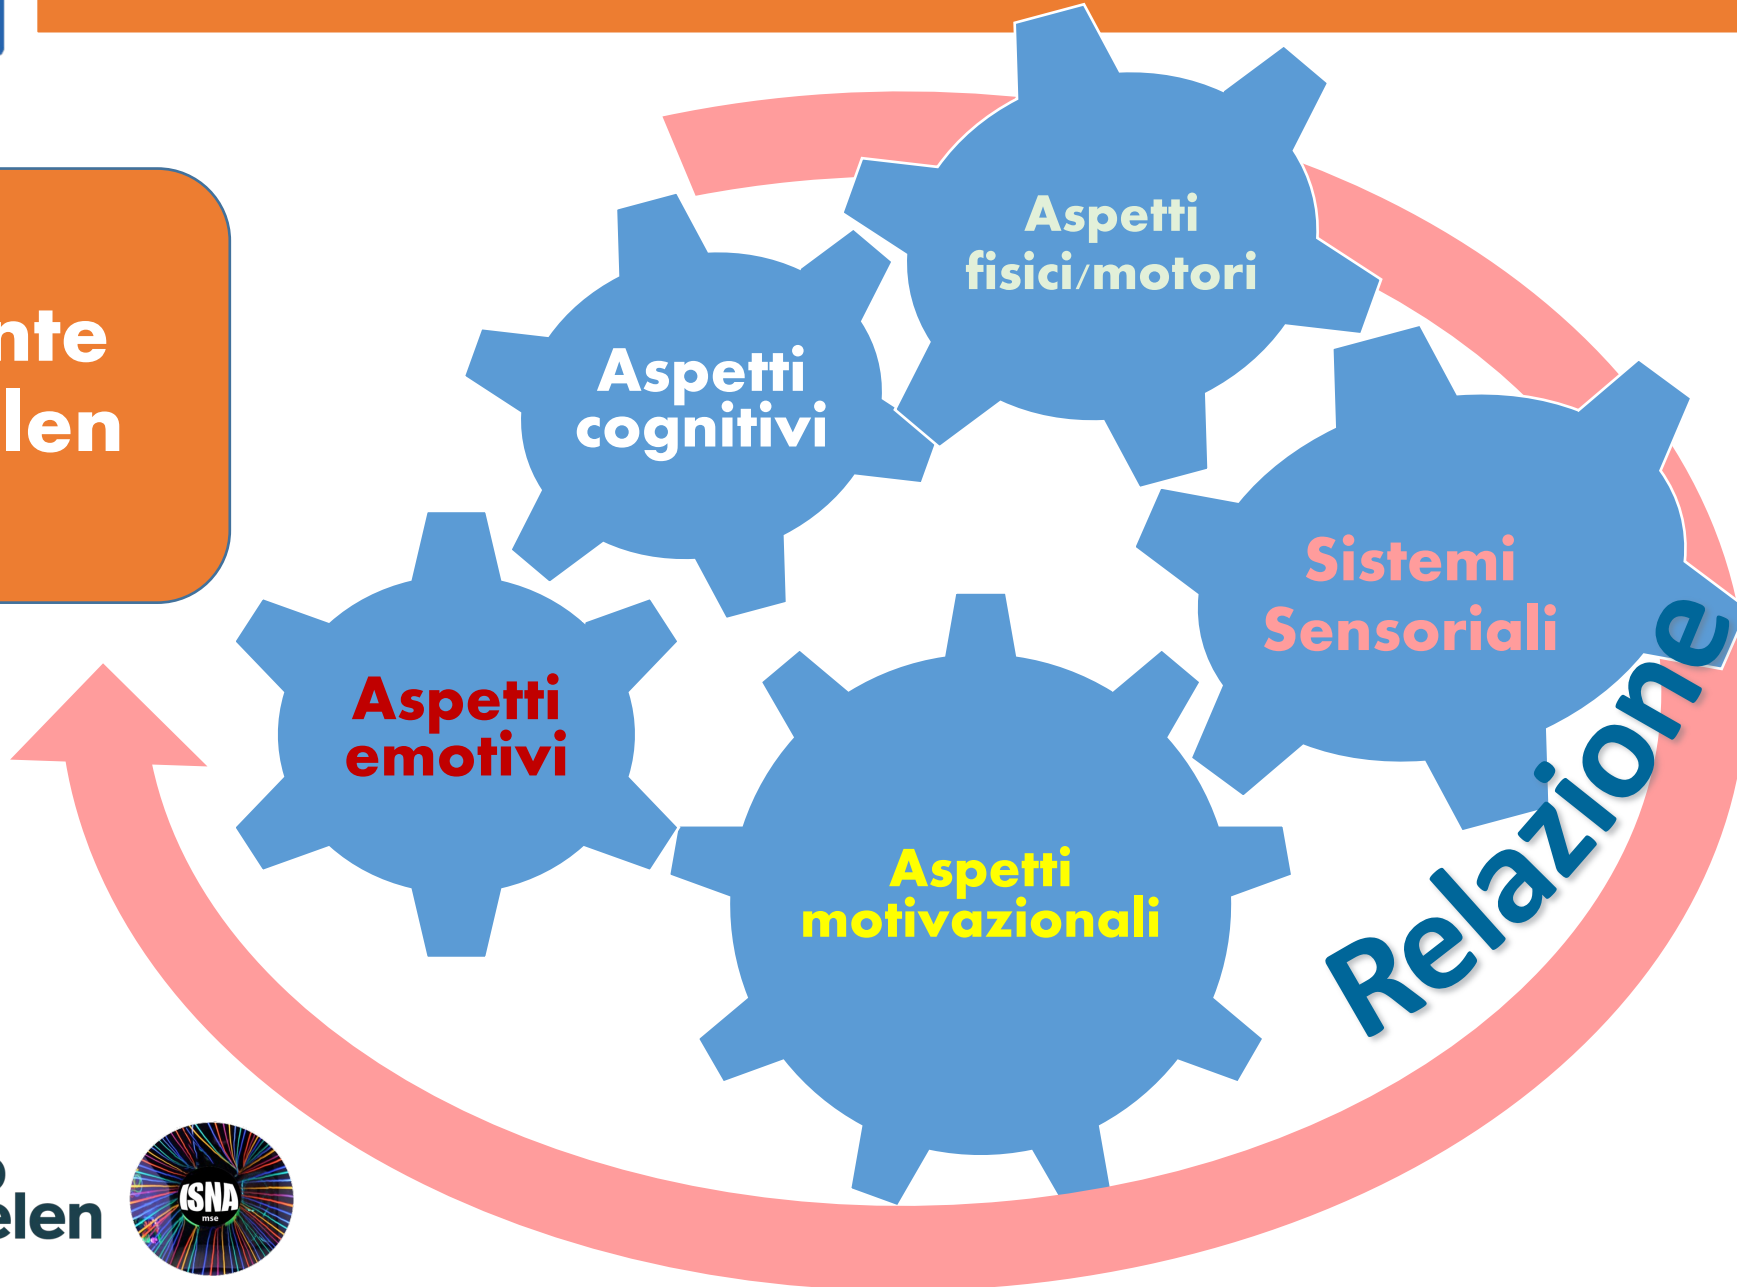 Aspetti
fisici/motori
Aspetti
cognitivi
nte
len
Sistemi
Sensoriali
Aspetti
emotivi
Aspetti
motivazionali
Relazione
elen
ISNA
mse